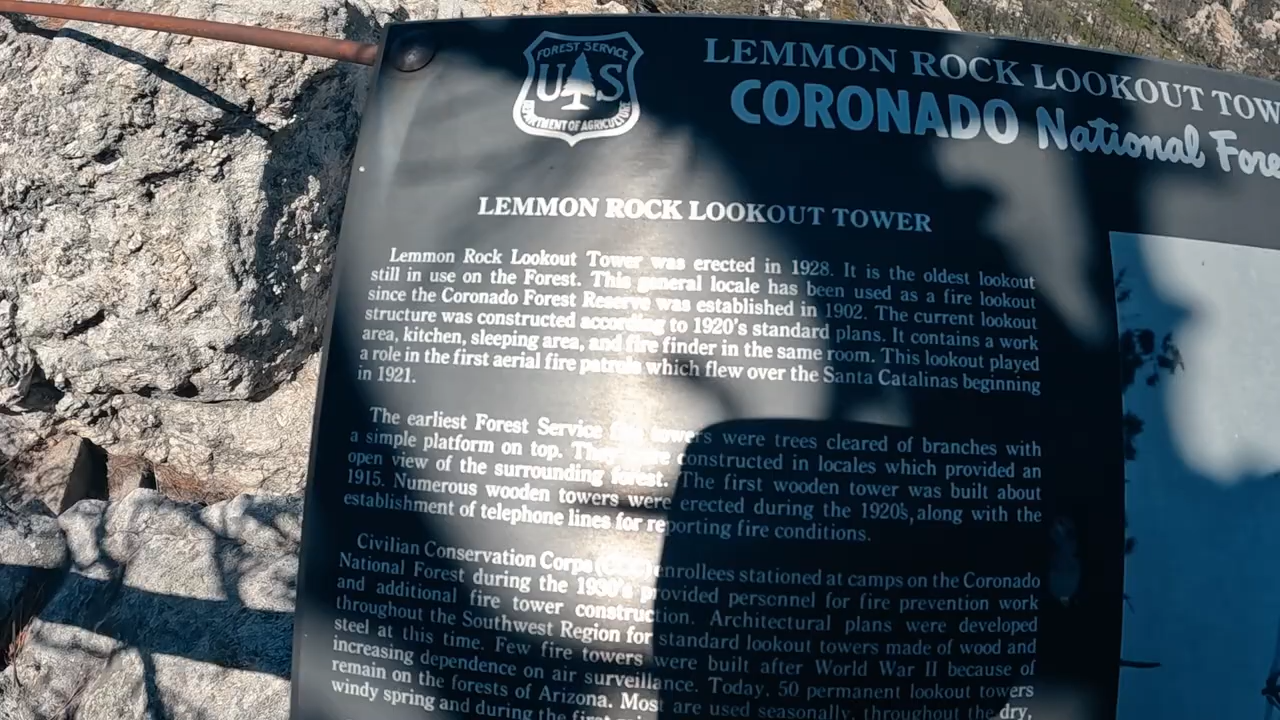 FOREST SERVICE
US
DEPARTMENT OF AGRICULTURE
LEMMON ROCK LOOKOUT TOW
CORONADO National Fore
LEMMON ROCK LOOKOUT TOWER
Lemmon Rock Lookout Tower was erected in 1928. It is the oldest lookout
still in use on the Forest. This general locale has been used as a fire lookout
since the Coronado Forest Reserve was established in 1902. The current lookout
structure was constructed according to 1920's standard plans. It contains a work
area, kitchen, sleeping area, and fire finder in the same room. This lookout played
a role in the first aerial fire patrols which flew over the Santa Catalinas beginning
in 1921.
The earliest Forest Service fire towers were trees cleared of branches with
a simple platform on top. They were constructed in locales which provided an
open view of the surrounding forest. The first wooden tower was built about
1915. Numerous wooden towers were erected during the 1920's, along with the
establishment of telephone lines for reporting fire conditions.
Civilian Conservation Corps (CCC) enrollees stationed at camps on the Coronado
National Forest during the 1930's provided personnel for fire prevention work
and additional fire tower construction. Architectural plans were developed
throughout the Southwest Region for standard lookout towers made of wood and
steel at this time. Few fire towers were built after World War II because of
increasing dependence on air surveillance. Today, 50 permanent lookout towers
remain on the forests of Arizona. Most are used seasonally, throughout the dry,
windy spring and during the first